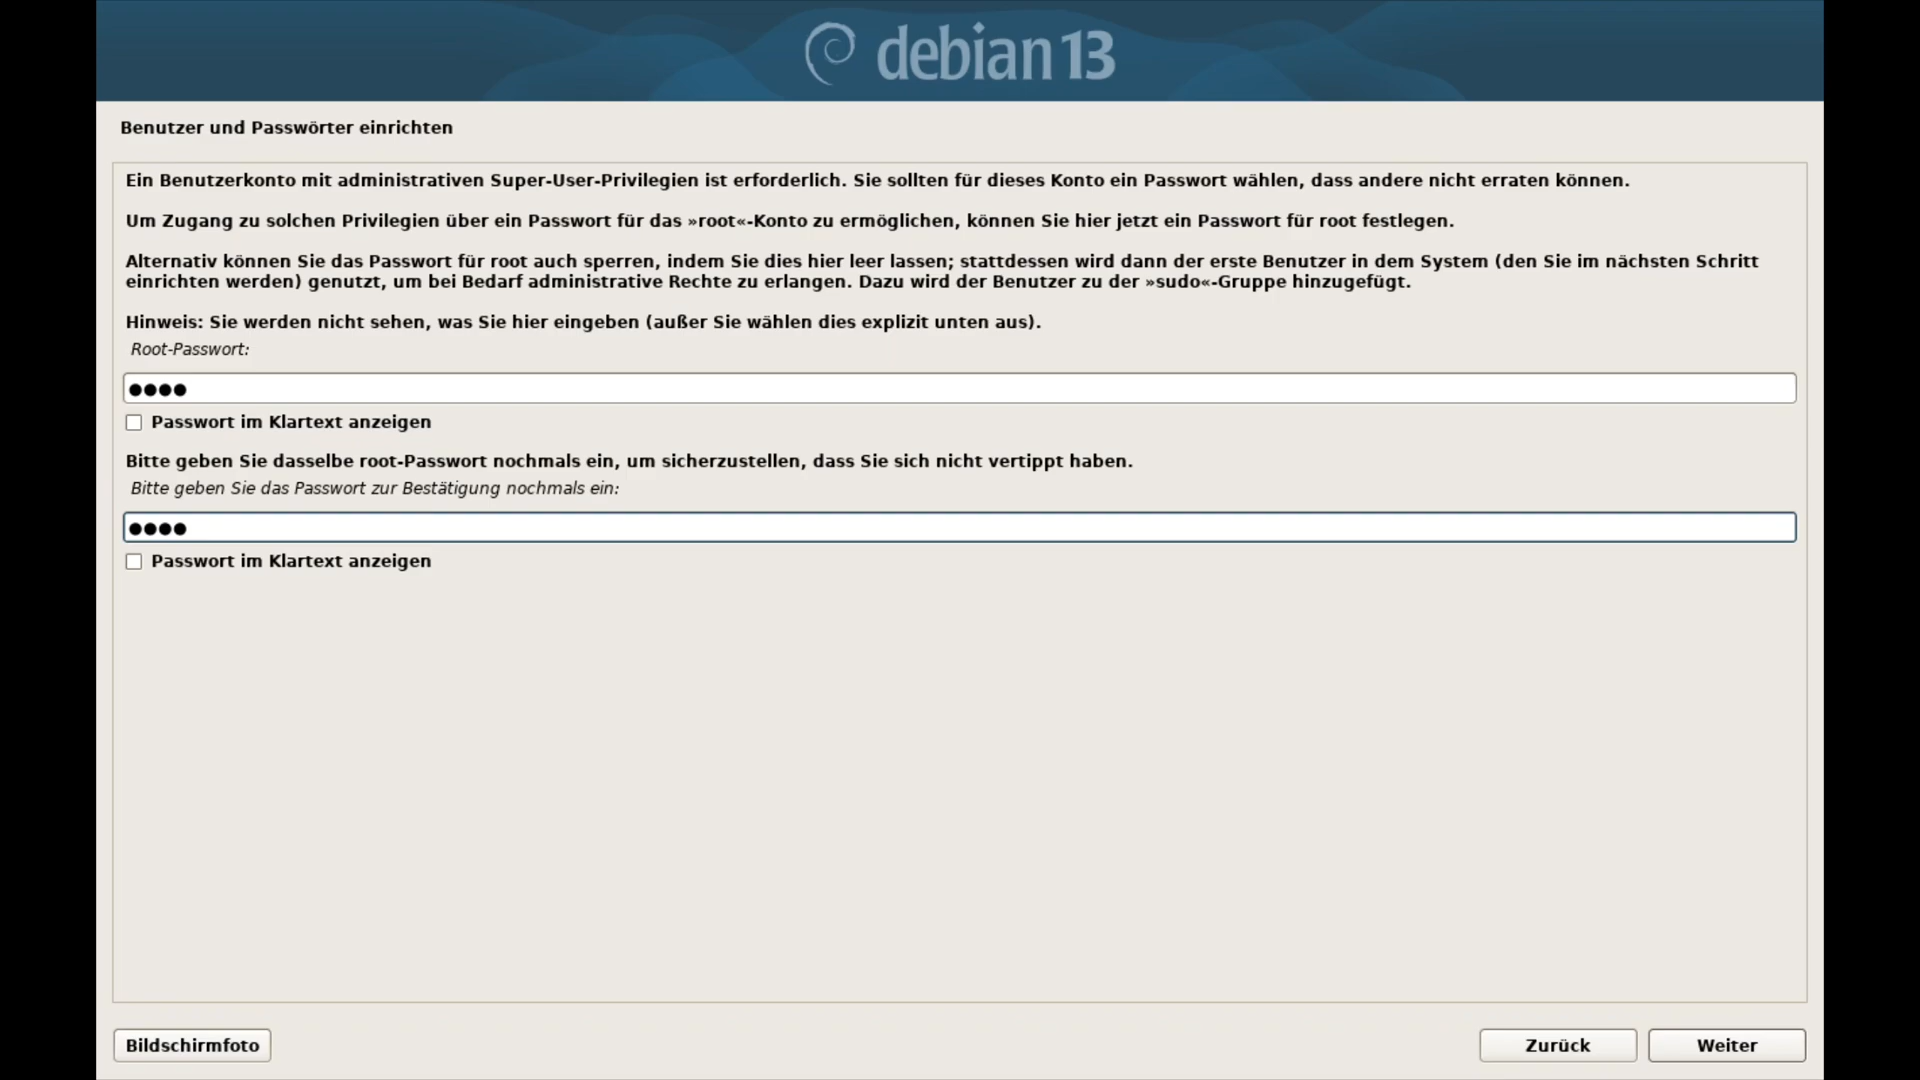 debian 13
Benutzer und Passwörter einrichten
Ein Benutzerkonto mit administrativen Super-User-Privilegien ist erforderlich. Sie sollten für dieses Konto ein Passwort wählen, dass andere nicht erraten können.
Um Zugang zu solchen Privilegien über ein Passwort für das »root«-Konto zu ermöglichen, können Sie hier jetzt ein Passwort für root festlegen.
Alternativ können Sie das Passwort für root auch sperren, indem Sie dies hier leer lassen; stattdessen wird dann der erste Benutzer in dem System (den Sie im nächsten Schritt
einrichten werden) genutzt, um bei Bedarf administrative Rechte zu erlangen. Dazu wird der Benutzer zu der »sudo«-Gruppe hinzugefügt.
Hinweis: Sie werden nicht sehen, was Sie hier eingeben (außer Sie wählen dies explizit unten aus).
Root-Passwort:
●●●●
Passwort im Klartext anzeigen
Bitte geben Sie dasselbe root-Passwort nochmals ein, um sicherzustellen, dass Sie sich nicht vertippt haben.
Bitte geben Sie das Passwort zur Bestätigung nochmals ein:
●●●●
Passwort im Klartext anzeigen
Bildschirmfoto
Zurück
Weiter